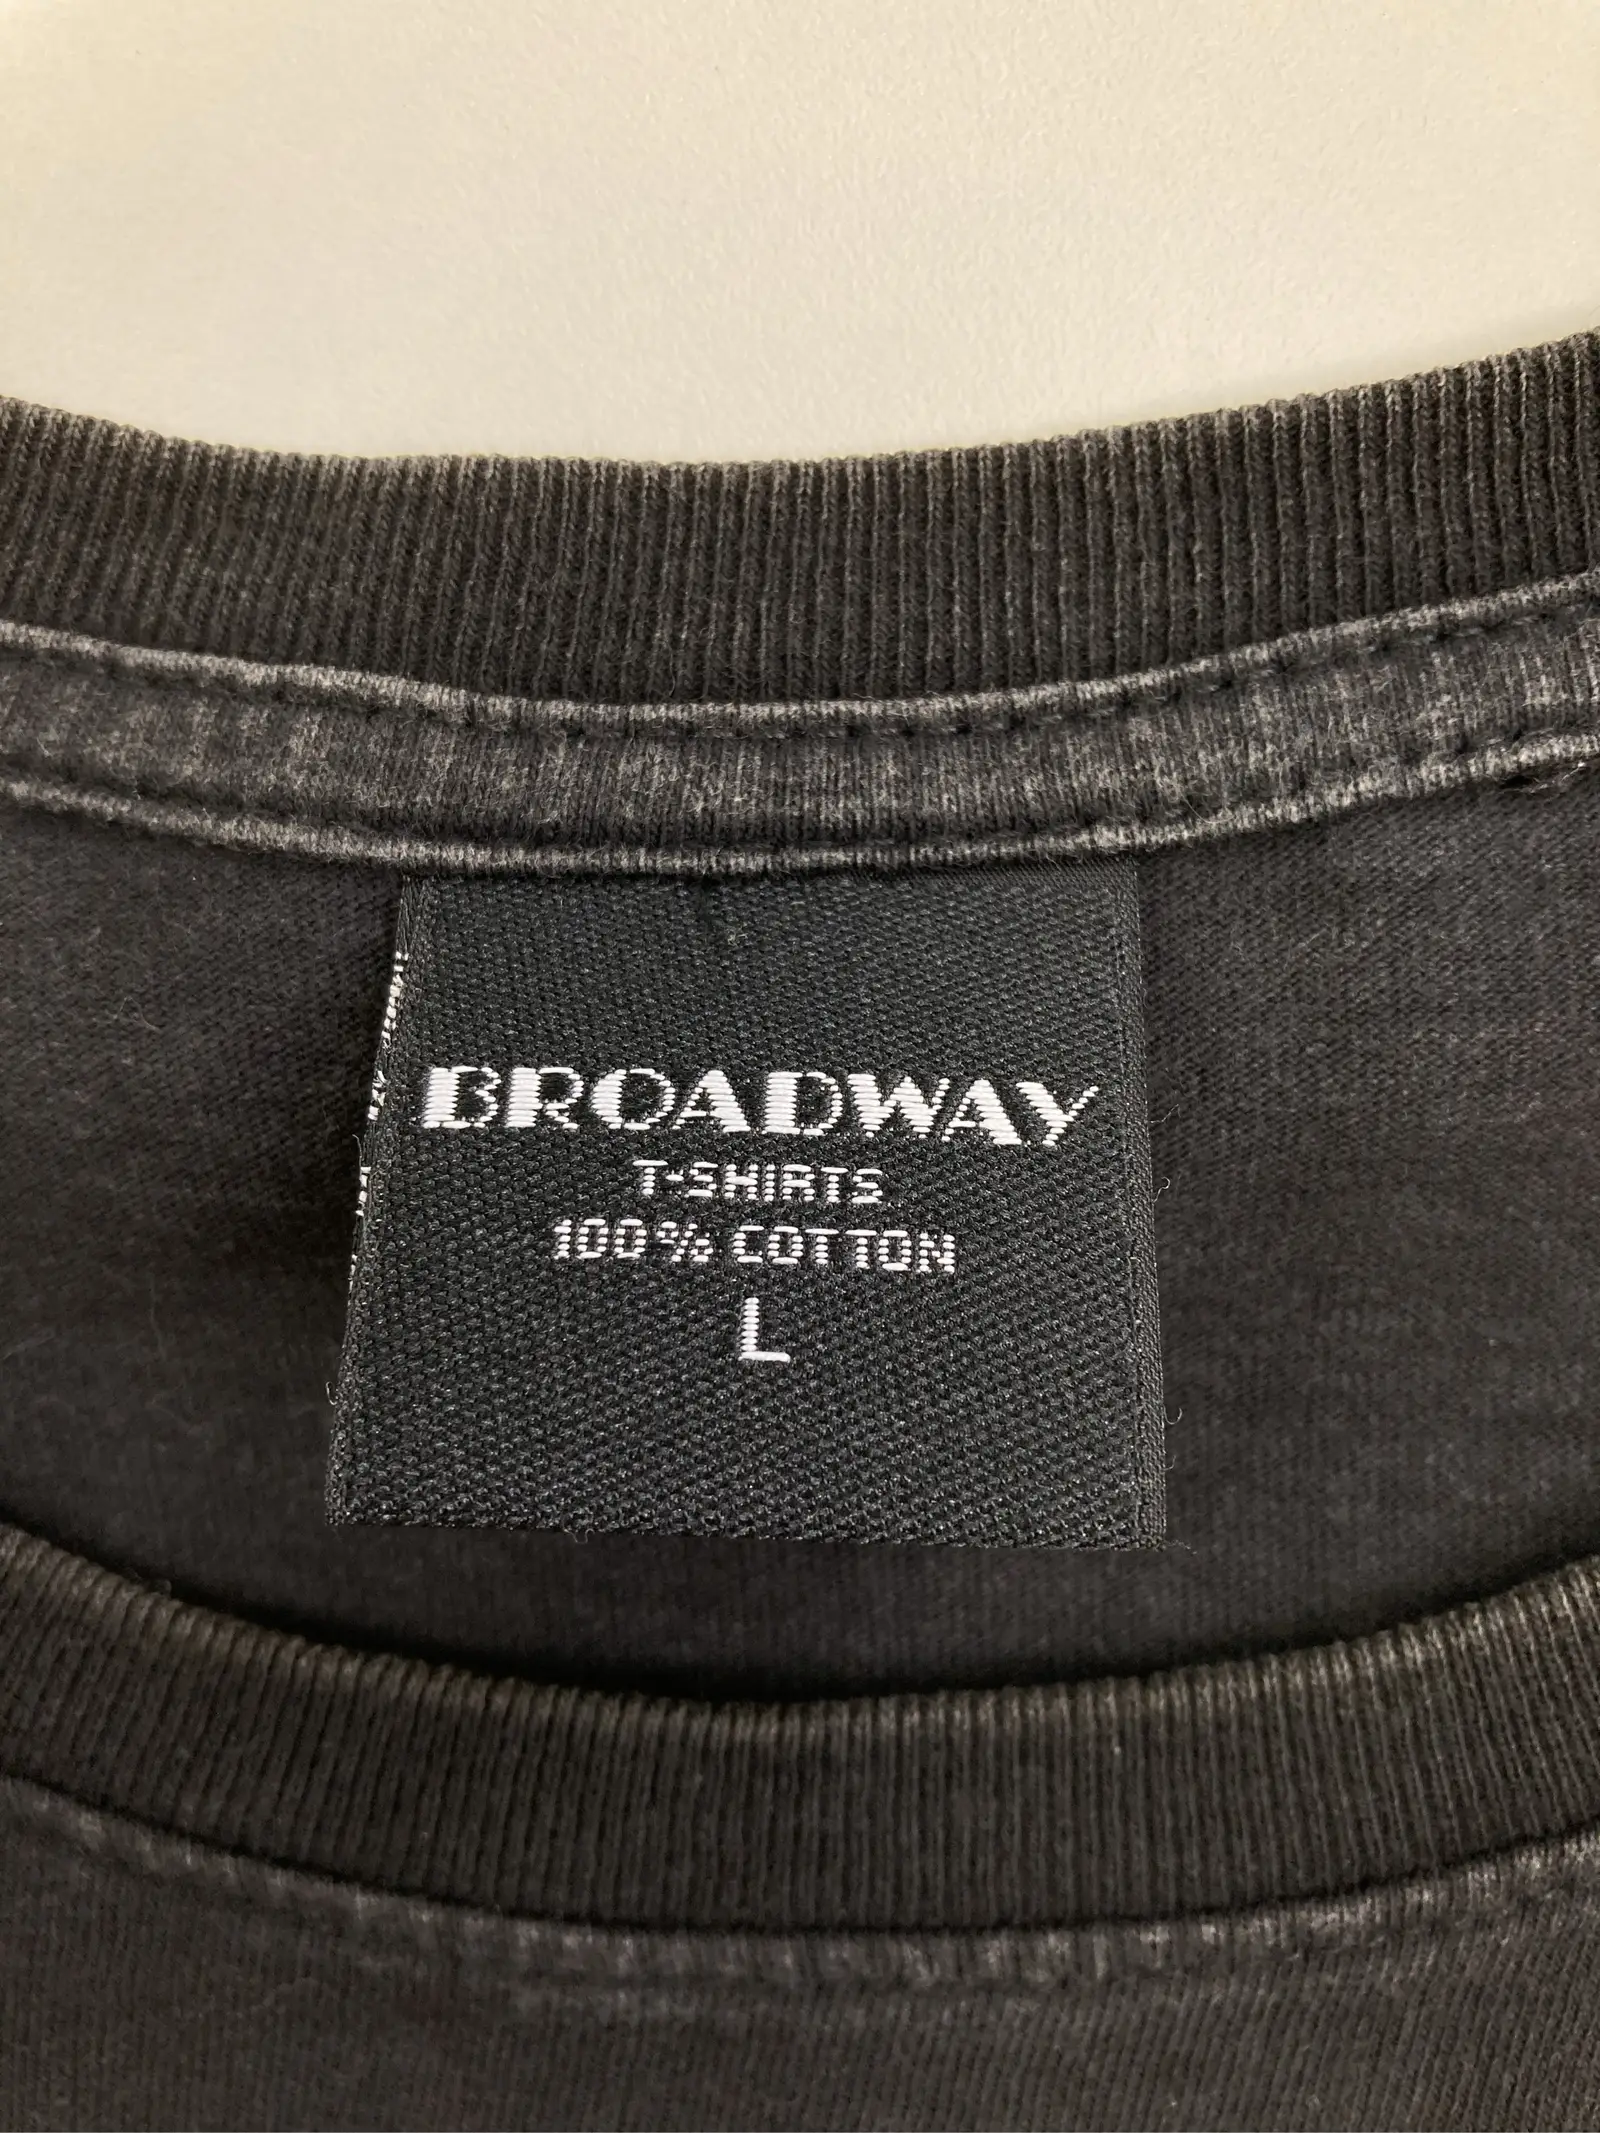 BROADWAY
T-SHIRTS
100% COTTON
L